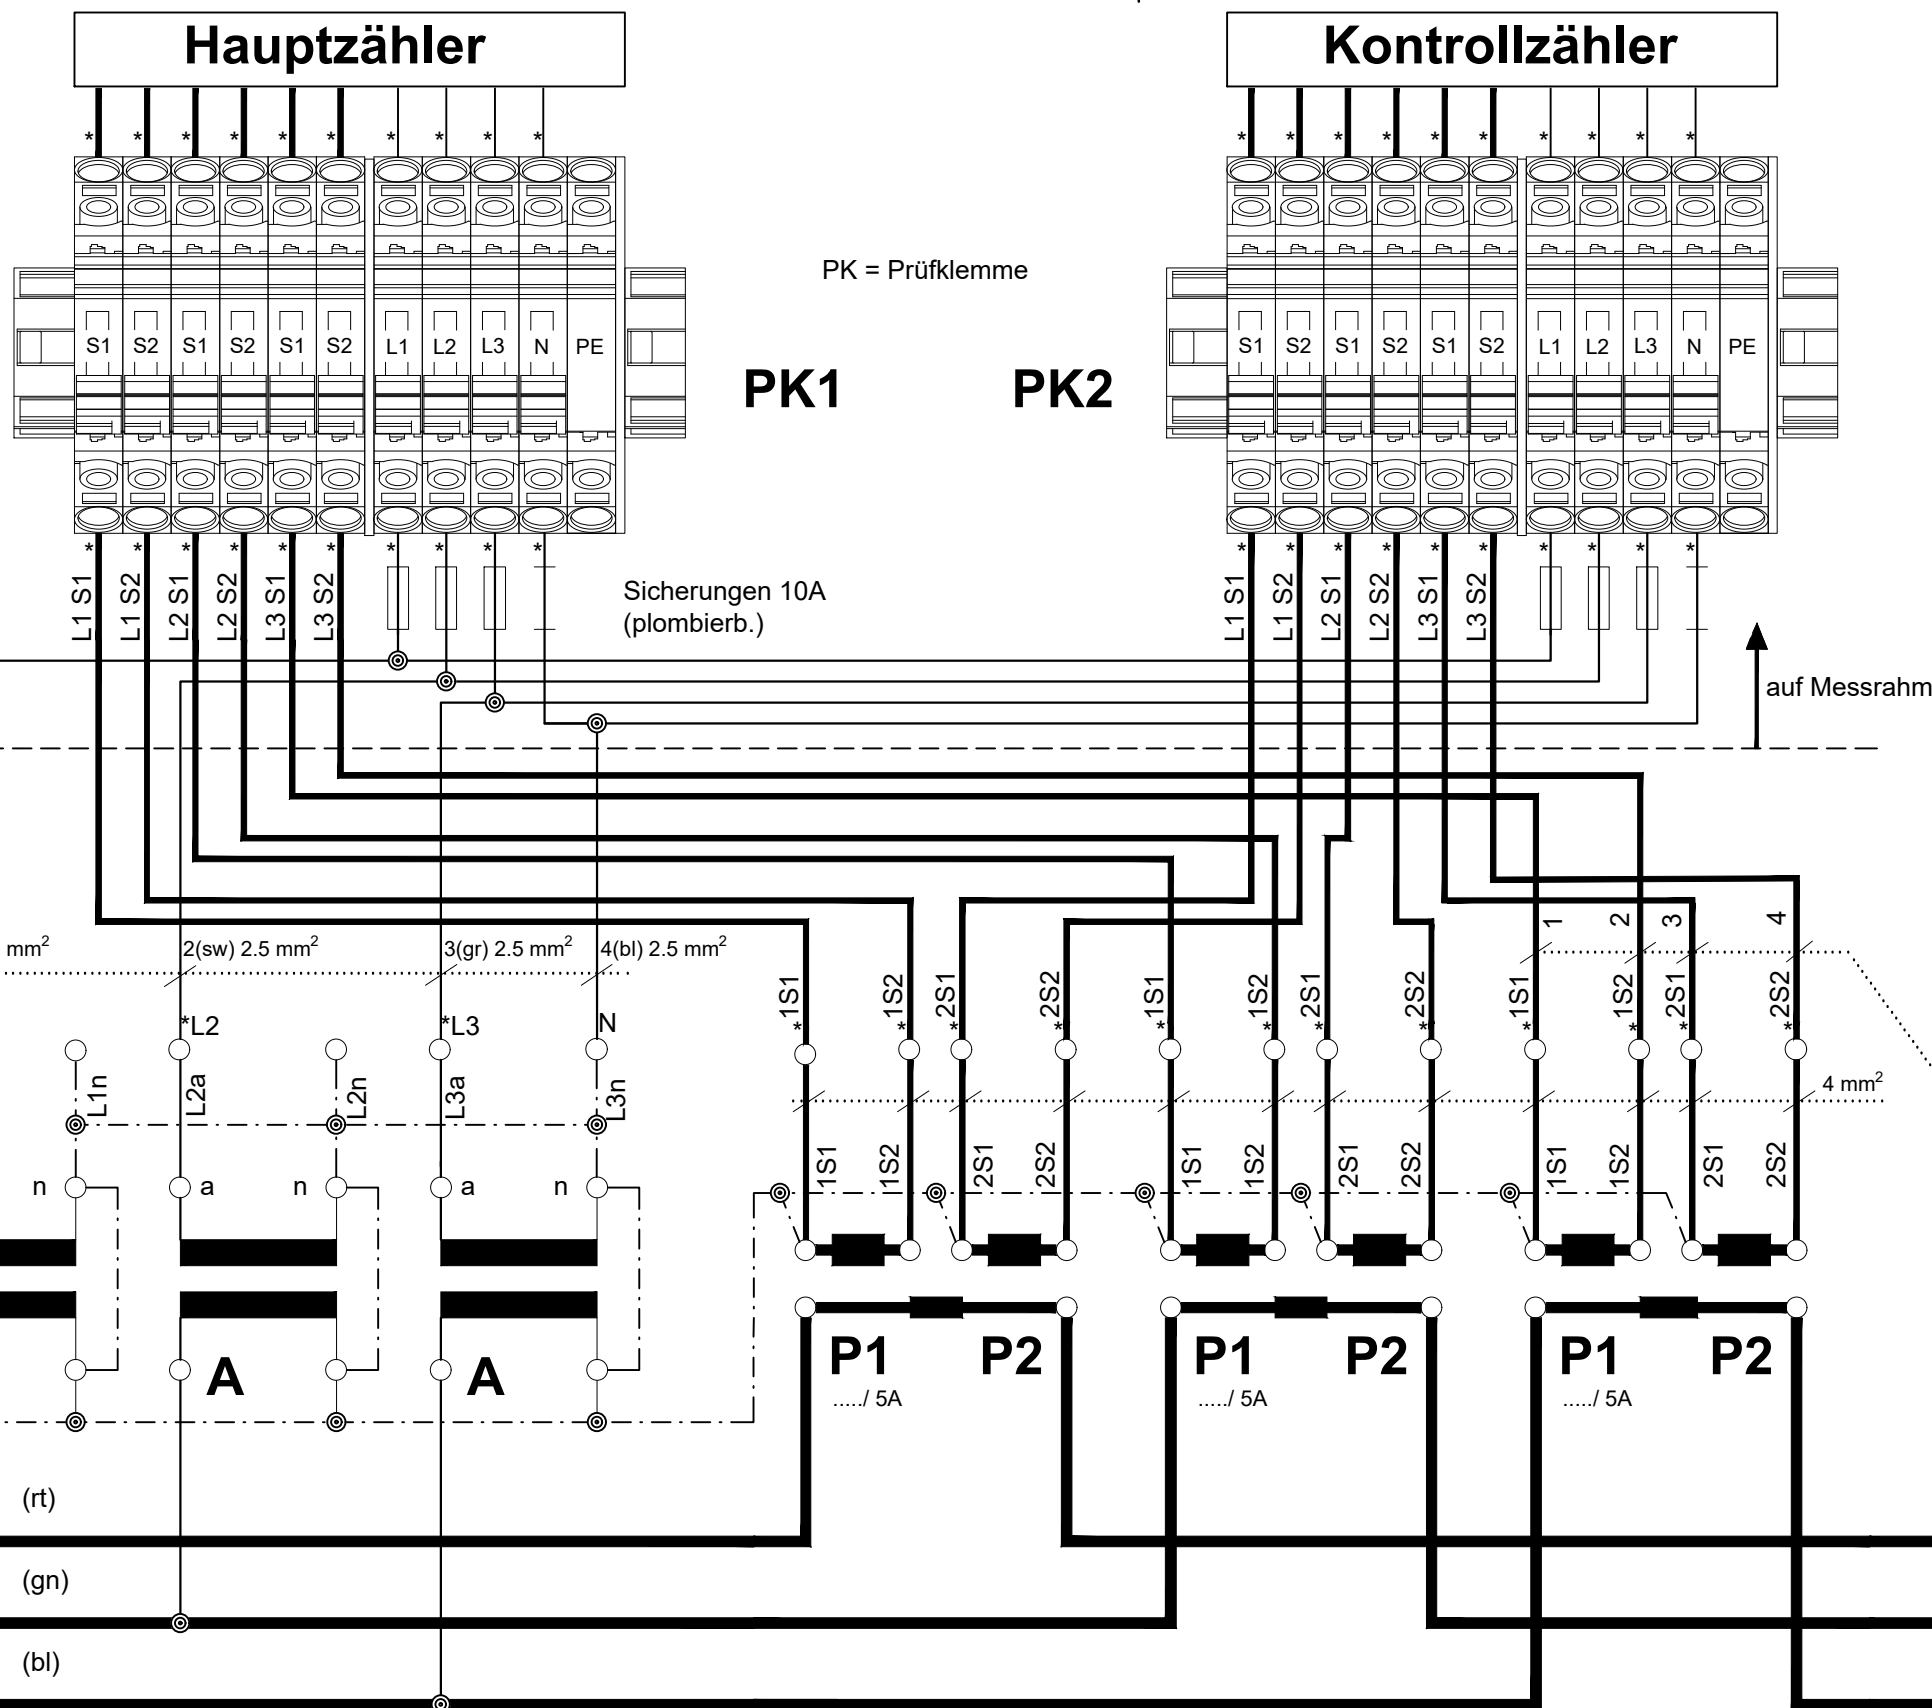 Hauptzähler
Kontrollzähler
* * * * * * * * * *
* * * * * * * * * *
PK = Prüfklemme
S1 S2 S1 S2 S1 S2 L1 L2 L3 N PE
S1 S2 S1 S2 S1 S2 L1 L2 L3 N PE
PK1
PK2
* * * * * *
* * * * * *
L1 S1
L1 S2
L2 S1
L2 S2
L3 S1
L3 S2
Sicherungen 10A
(plombierb.)
L1 S1
L1 S2
L2 S1
L2 S2
L3 S1
L3 S2
auf Messrahm
1
2
3
4
mm²
2(sw) 2.5 mm²
3(gr) 2.5 mm²
4(bl) 2.5 mm²
1S1
1S2
2S1
2S2
1S1
1S2
2S1
2S2
1S1
1S2
2S1
2S2
* * * * * * * * * * * *
*L2
*L3
N
L1n
L2a
L2n
L3a
L3n
4 mm²
1S1
1S2
2S1
2S2
1S1
1S2
2S1
2S2
1S1
1S2
2S1
2S2
n
a
n
a
n
A
A
P1
P2
P1
P2
P1
P2
...../ 5A
...../ 5A
...../ 5A
(rt)
(gn)
(bl)